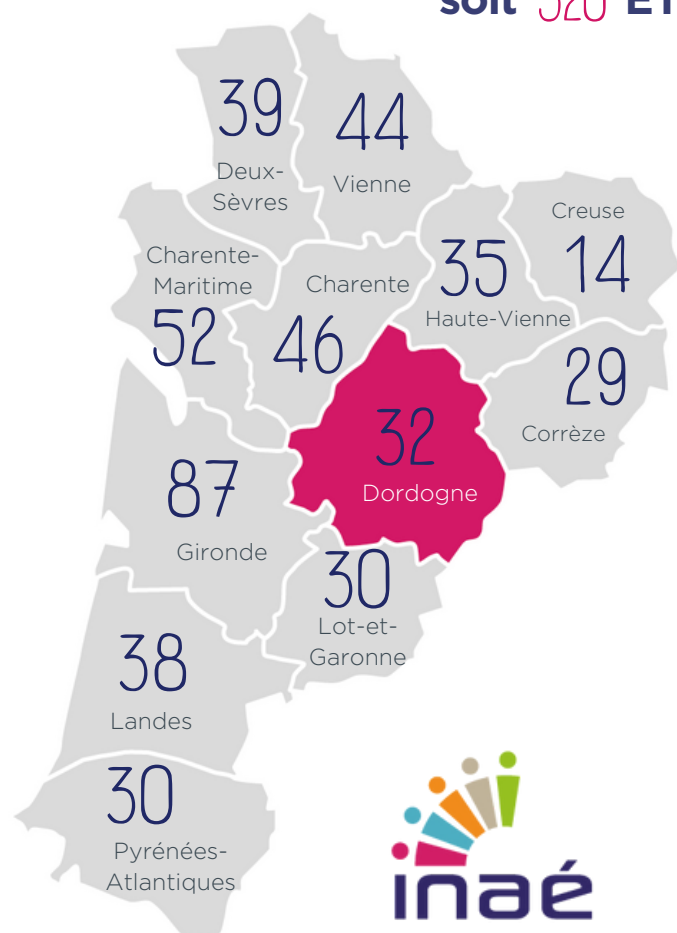 soit
39
Deux-
Sèvres
44
Vienne
Creuse
14
Charente-
Maritime
52
Charente
46
35
Haute-Vienne
29
Corrèze
32
Dordogne
87
Gironde
30
Lot-et-
Garonne
38
Landes
30
Pyrénées-
Atlantiques
inaé